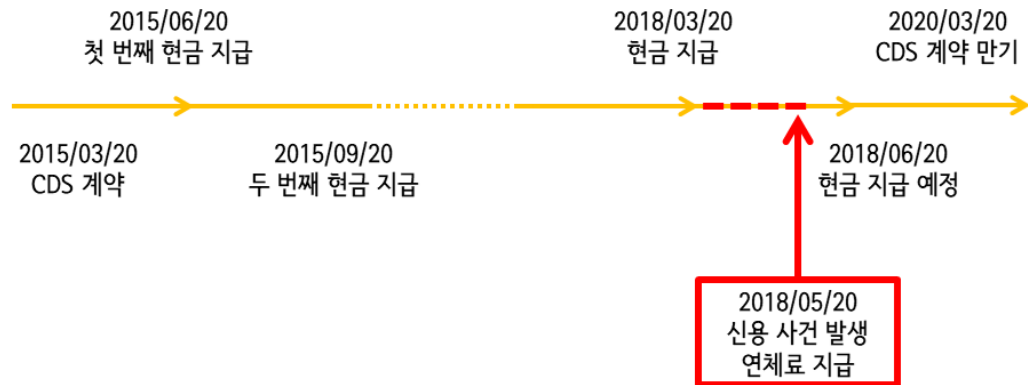 2015/06/20
첫 번째 현금 지급
2018/03/20
현금 지급
2020/03/20
CDS 계약 만기
2015/03/20
CDS 계약
2015/09/20
두 번째 현금 지급
2018/06/20
현금 지급 예정
2018/05/20
신용 사건 발생
연체료 지급